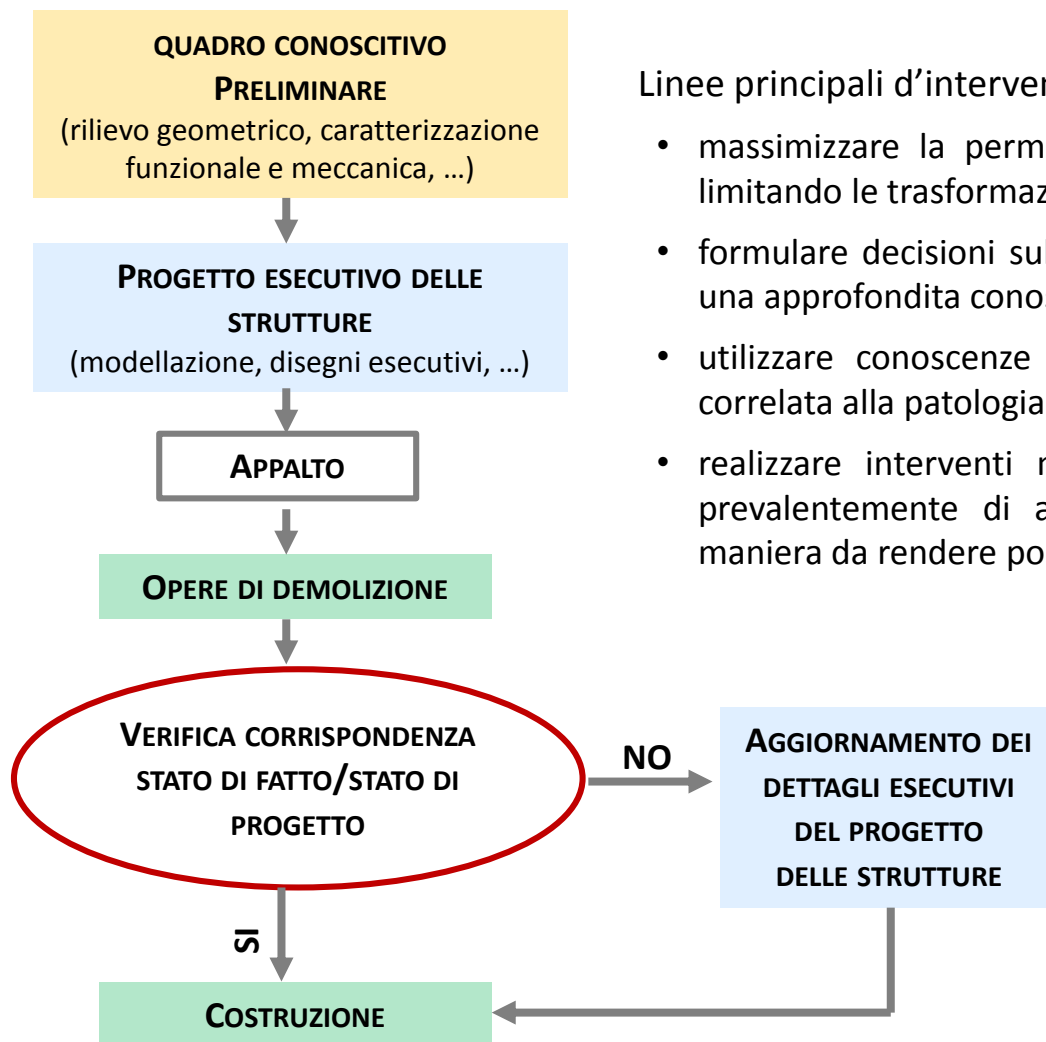 QUADRO CONOSCITIVO
PRELIMINARE
(rilievo geometrico, caratterizzazione
funzionale e meccanica, …)
PROGETTO ESECUTIVO DELLE
STRUTTURE
(modellazione, disegni esecutivi, …)
APPALTO
OPERE DI DEMOLIZIONE
VERIFICA CORRISPONDENZA
STATO DI FATTO/STATO DI
PROGETTO
NO
AGGIORNAMENTO DEI
DETTAGLI ESECUTIVI
DEL PROGETTO
DELLE STRUTTURE
SI
COSTRUZIONE
Linee principali d’interven
• massimizzare la perm
limitando le trasformaz
• formulare decisioni sul
una approfondita cono
• utilizzare conoscenze
correlata alla patologia
• realizzare interventi
prevalentemente di a
maniera da rendere po